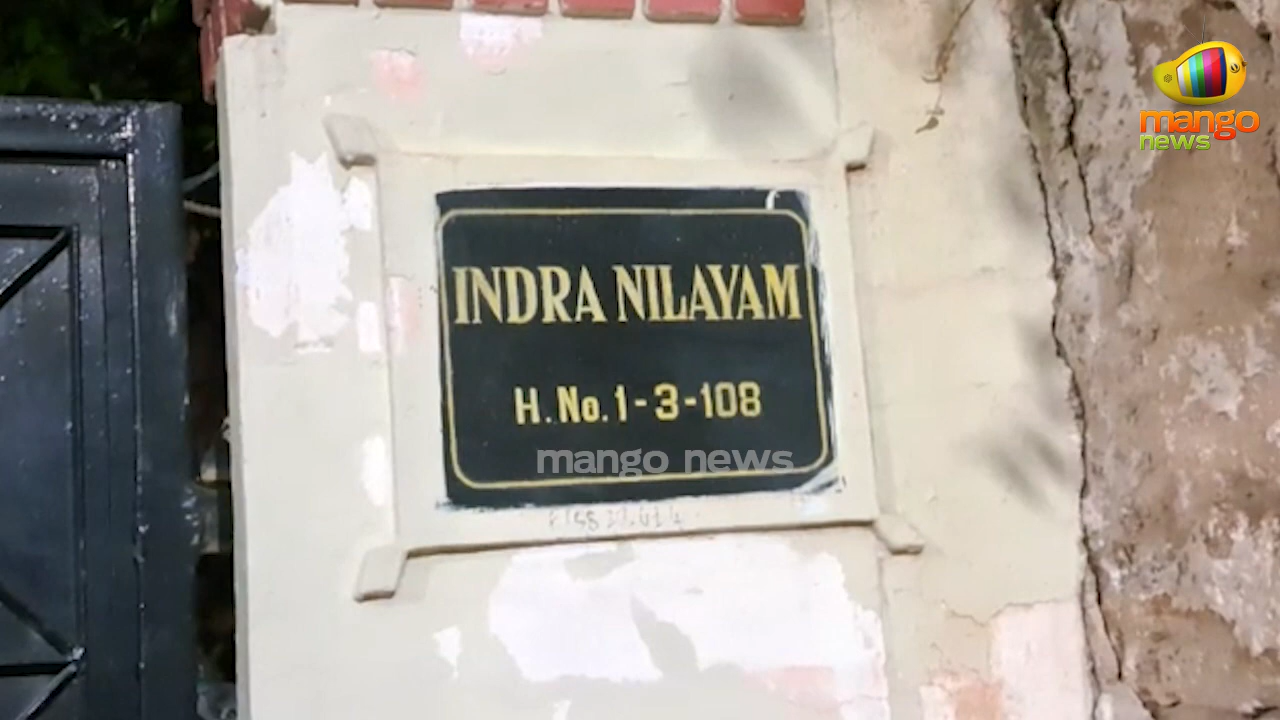 mango
news
INDRA NILAYAM
H. No. 1-3-108
mango news